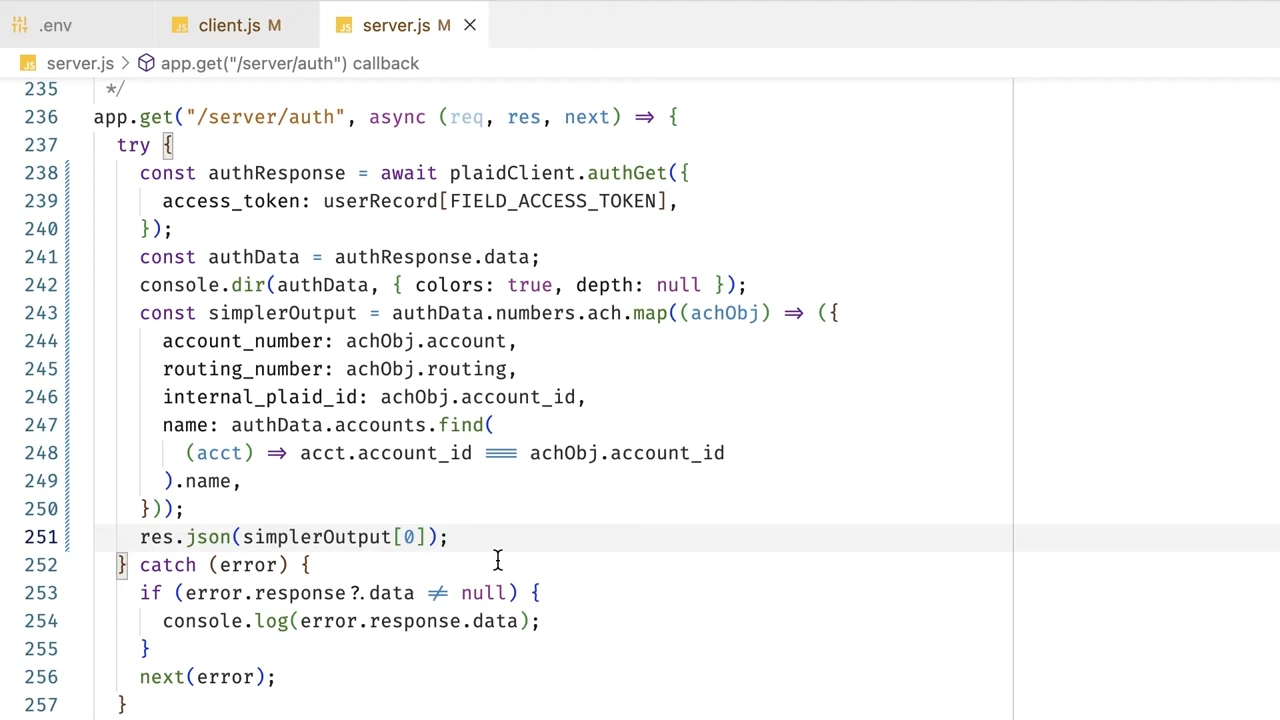 .env JS client.js M JS server.js M ×
JS server.js > app.get("/server/auth") callback
235 */
236 app.get("/server/auth", async (req, res, next) => {
237 try {
238 const authResponse = await plaidClient.authGet({
239 access_token: userRecord[FIELD_ACCESS_TOKEN],
240 });
241 const authData = authResponse.data;
242 console.dir(authData, { colors: true, depth: null });
243 const simplerOutput = authData.numbers.ach.map((achObj) => ({
244 account_number: achObj.account,
245 routing_number: achObj.routing,
246 internal_plaid_id: achObj.account_id,
247 name: authData.accounts.find(
248 (acct) => acct.account_id === achObj.account_id
249 ).name,
250 }));
251 res.json(simplerOutput[0]);
252 } catch (error) {
253 if (error.response?.data != null) {
254 console.log(error.response.data);
255 }
256 next(error);
257 }